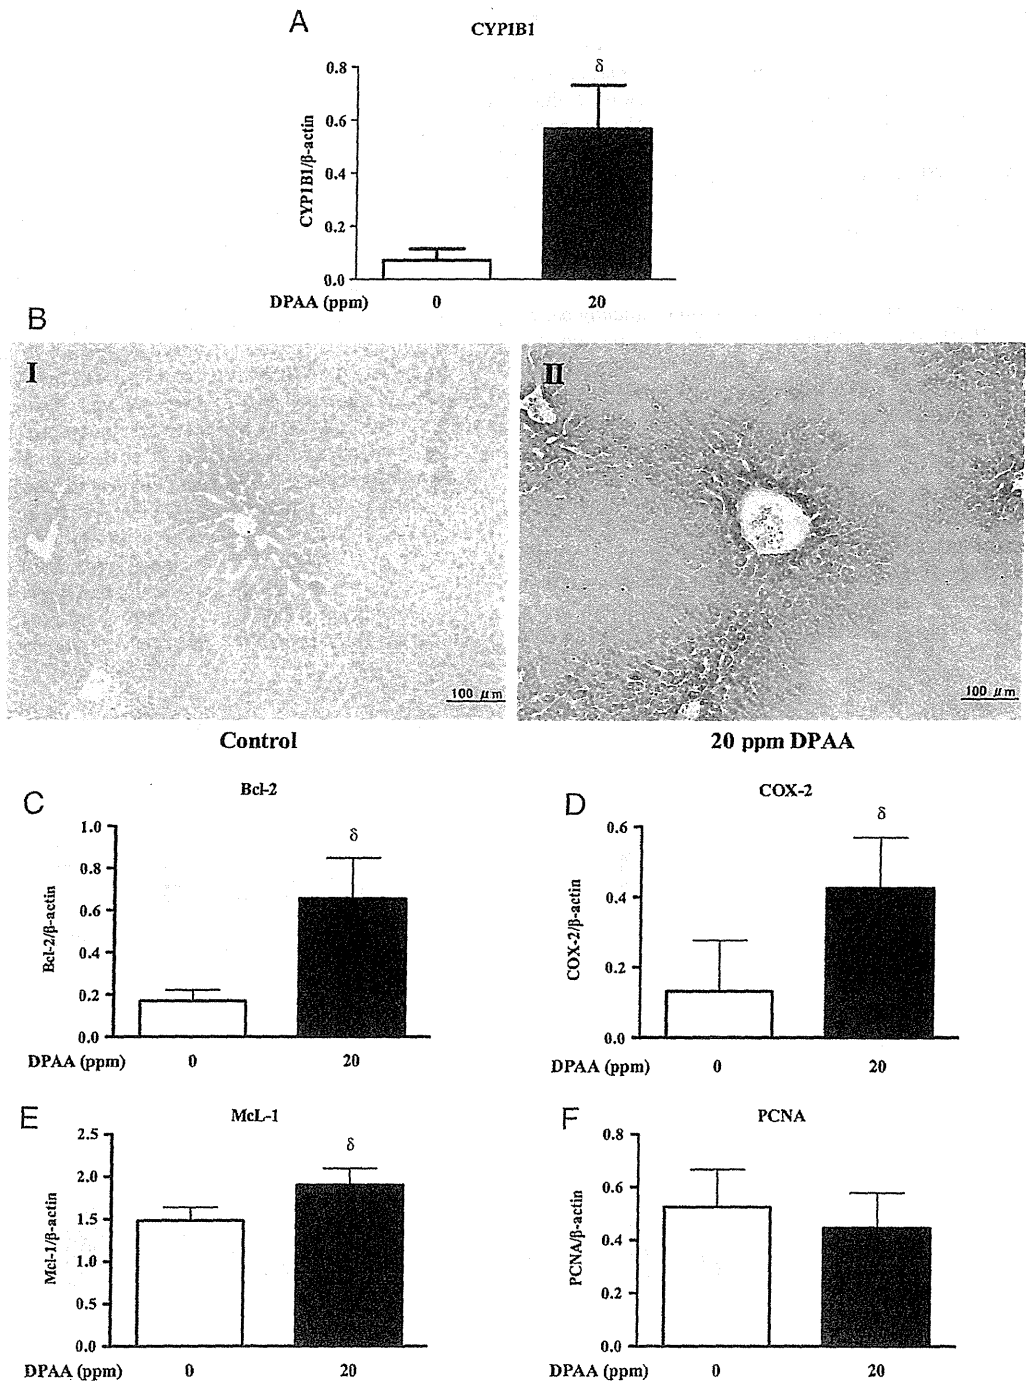 A
CYP1B1
δ
0.8
0.6
0.4
0.2
0.0
CYP1B1/β-actin
DPAA (ppm) 0 20
B
I
II
100 μm
100 μm
Control
20 ppm DPAA
C
Bcl-2
δ
1.0
0.8
0.6
0.4
0.2
0.0
Bcl-2/β-actin
DPAA (ppm) 0 20
D
COX-2
δ
0.6
0.4
0.2
0.0
COX-2/β-actin
DPAA (ppm) 0 20
E
McL-1
δ
2.5
2.0
1.5
1.0
0.5
0.0
Mcl-1/β-actin
DPAA (ppm) 0 20
F
PCNA
0.8
0.6
0.4
0.2
0.0
PCNA/β-actin
DPAA (ppm) 0 20